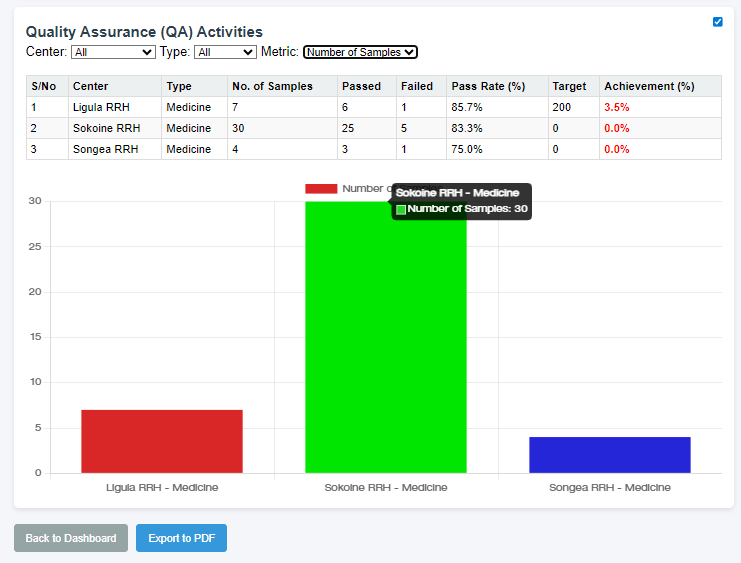 Quality Assurance (QA) Activities
Center: All Type: All Metric: Number of Samples
S/No Center Type No. of Samples Passed Failed Pass Rate (%) Target Achievement (%)
1 Ligula RRH Medicine 7 6 1 85.7% 200 3.5%
2 Sokoine RRH Medicine 30 25 5 83.3% 0 0.0%
3 Songea RRH Medicine 4 3 1 75.0% 0 0.0%
Number
Sokoine RRH - Medicine
Number of Samples: 30
30
25
20
15
10
5
0
Ligula RRH - Medicine Sokoine RRH - Medicine Songea RRH - Medicine
Back to Dashboard Export to PDF